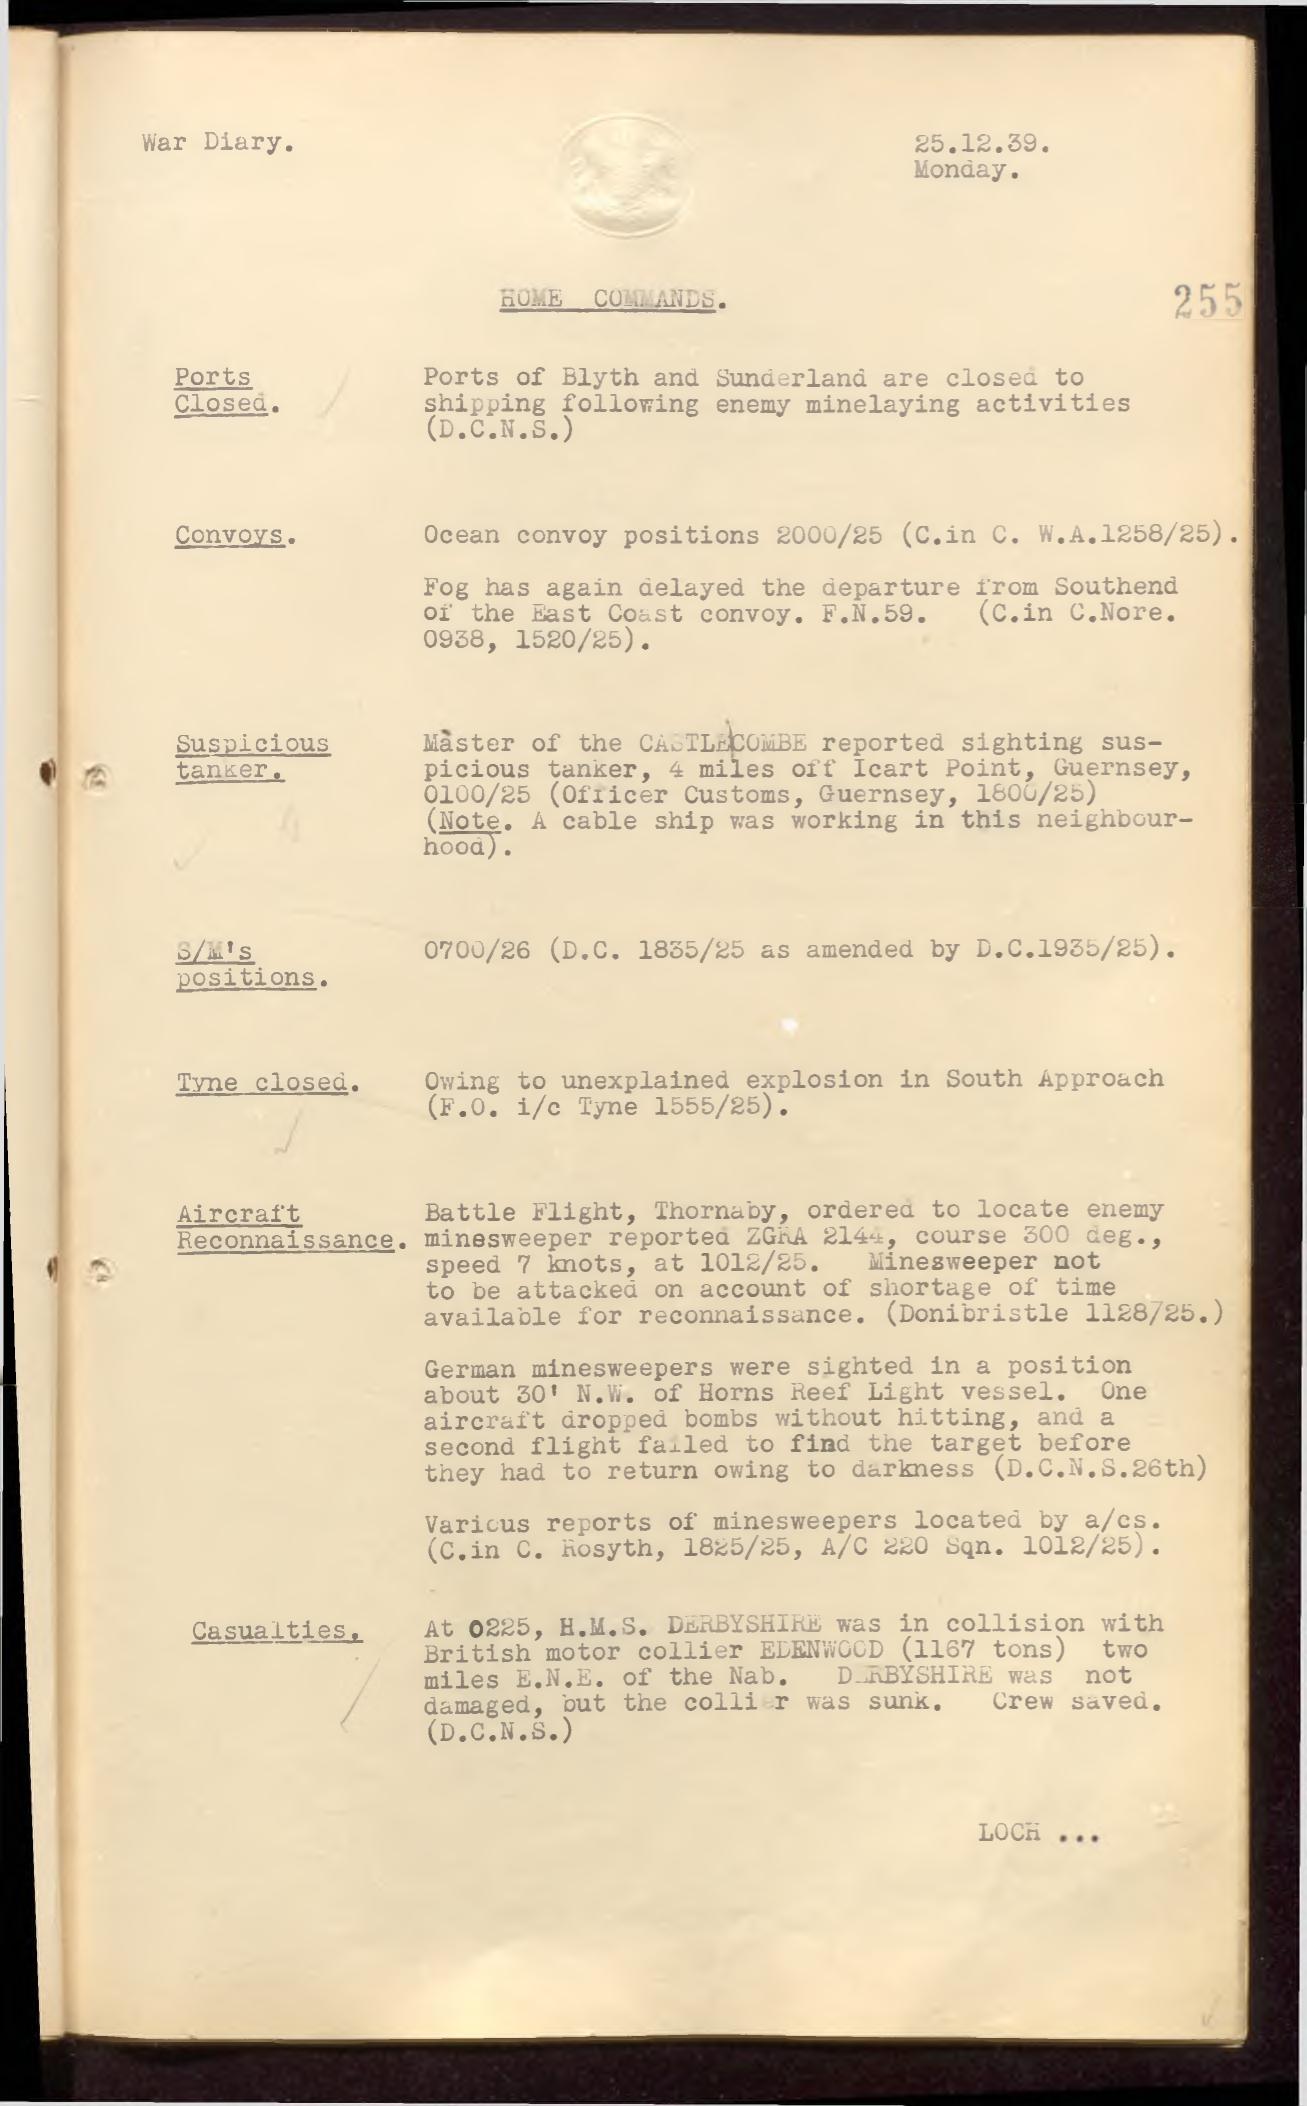 War Diary.
25.12.39.
Monday.
HOME COMMANDS.
255
Ports
Closed.
Ports of Blyth and Sunderland are closed to
shipping following enemy minelaying activities
(D.C.N.S.)
Convoys.
Ocean convoy positions 2000/25 (C.in C. W.A.1258/25).
Fog has again delayed the departure from Southend
of the East Coast convoy. F.N.59. (C.in C.Nore.
0938, 1520/25).
Suspicious
tanker.
Master of the CASTLECOMBE reported sighting sus-
picious tanker, 4 miles off Icart Point, Guernsey,
0100/25 (Officer Customs, Guernsey, 1800/25)
(Note. A cable ship was working in this neighbour-
hood).
S/M's
positions.
0700/26 (D.C. 1835/25 as amended by D.C.1935/25).
Tyne closed.
Owing to unexplained explosion in South Approach
(F.O. i/c Tyne 1555/25).
Aircraft
Reconnaissance.
Battle Flight, Thornaby, ordered to locate enemy
minesweeper reported ZGRA 2144, course 300 deg.,
speed 7 knots, at 1012/25. Minesweeper not
to be attacked on account of shortage of time
available for reconnaissance. (Donibristle 1128/25.)
German minesweepers were sighted in a position
about 30' N.W. of Horns Reef Light vessel. One
aircraft dropped bombs without hitting, and a
second flight failed to find the target before
they had to return owing to darkness (D.C.N.S.26th)
Various reports of minesweepers located by a/cs.
(C.in C. Rosyth, 1825/25, A/C 220 Sqn. 1012/25).
Casualties.
At 0225, H.M.S. DERBYSHIRE was in collision with
British motor collier EDENWOOD (1167 tons) two
miles E.N.E. of the Nab. DERBYSHIRE was not
damaged, but the collier was sunk. Crew saved.
(D.C.N.S.)
LOCH ...